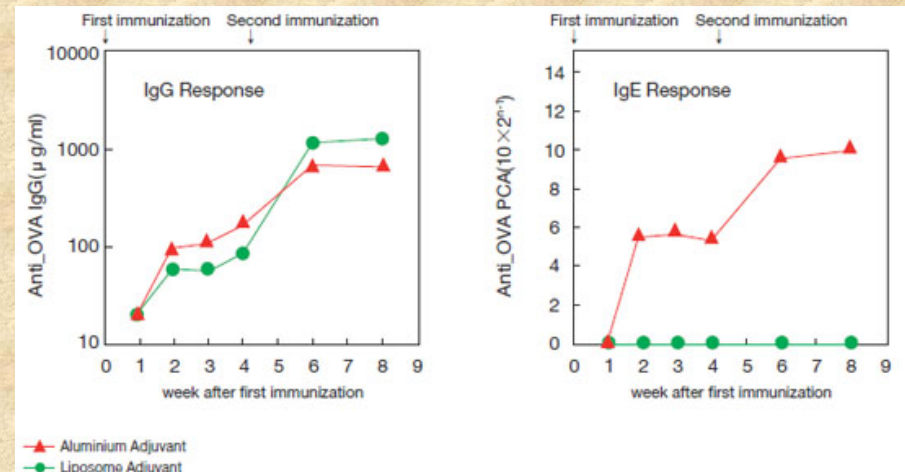 First immunization Second immunization
↓ ↓
10000
1000
100
10
Anti_OVA IgG(μ g/ml)
IgG Response
0 1 2 3 4 5 6 7 8 9
week after first immunization
First immunization Second immunization
↓ ↓
14
12
10
8
6
4
2
0
Anti_OVA PCA(10×2ⁿ⁻¹)
IgE Response
0 1 2 3 4 5 6 7 8 9
week after first immunization
Aluminium Adjuvant
Liposome Adjuvant